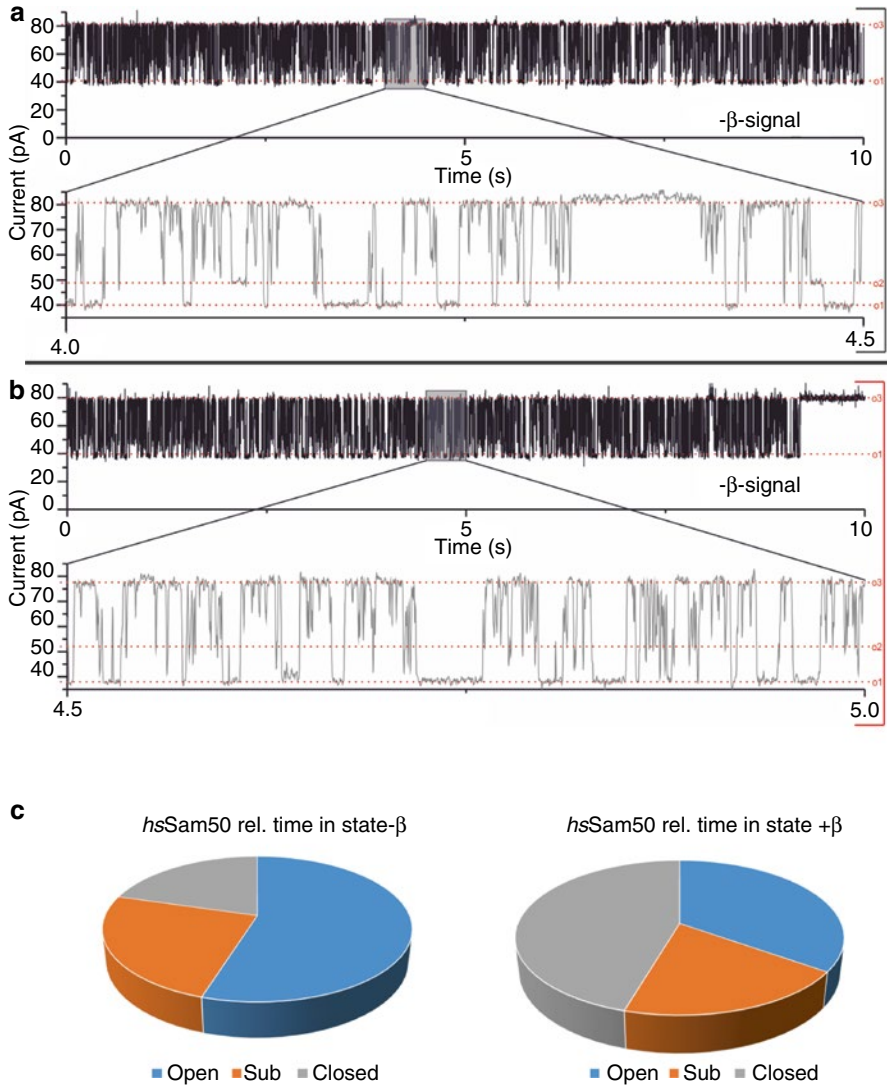 a
80
60
40
20
0
o3
o1
-β-signal
0
5
10
Time (s)
Current (pA)
80
70
60
50
40
o3
o2
o1
4.0
4.5
b
80
60
40
20
0
o3
o1
-β-signal
0
5
10
Time (s)
Current (pA)
80
70
60
50
40
o3
o2
o1
4.5
5.0
c
hsSam50 rel. time in state-β
hsSam50 rel. time in state +β
Open Sub Closed
Open Sub Closed